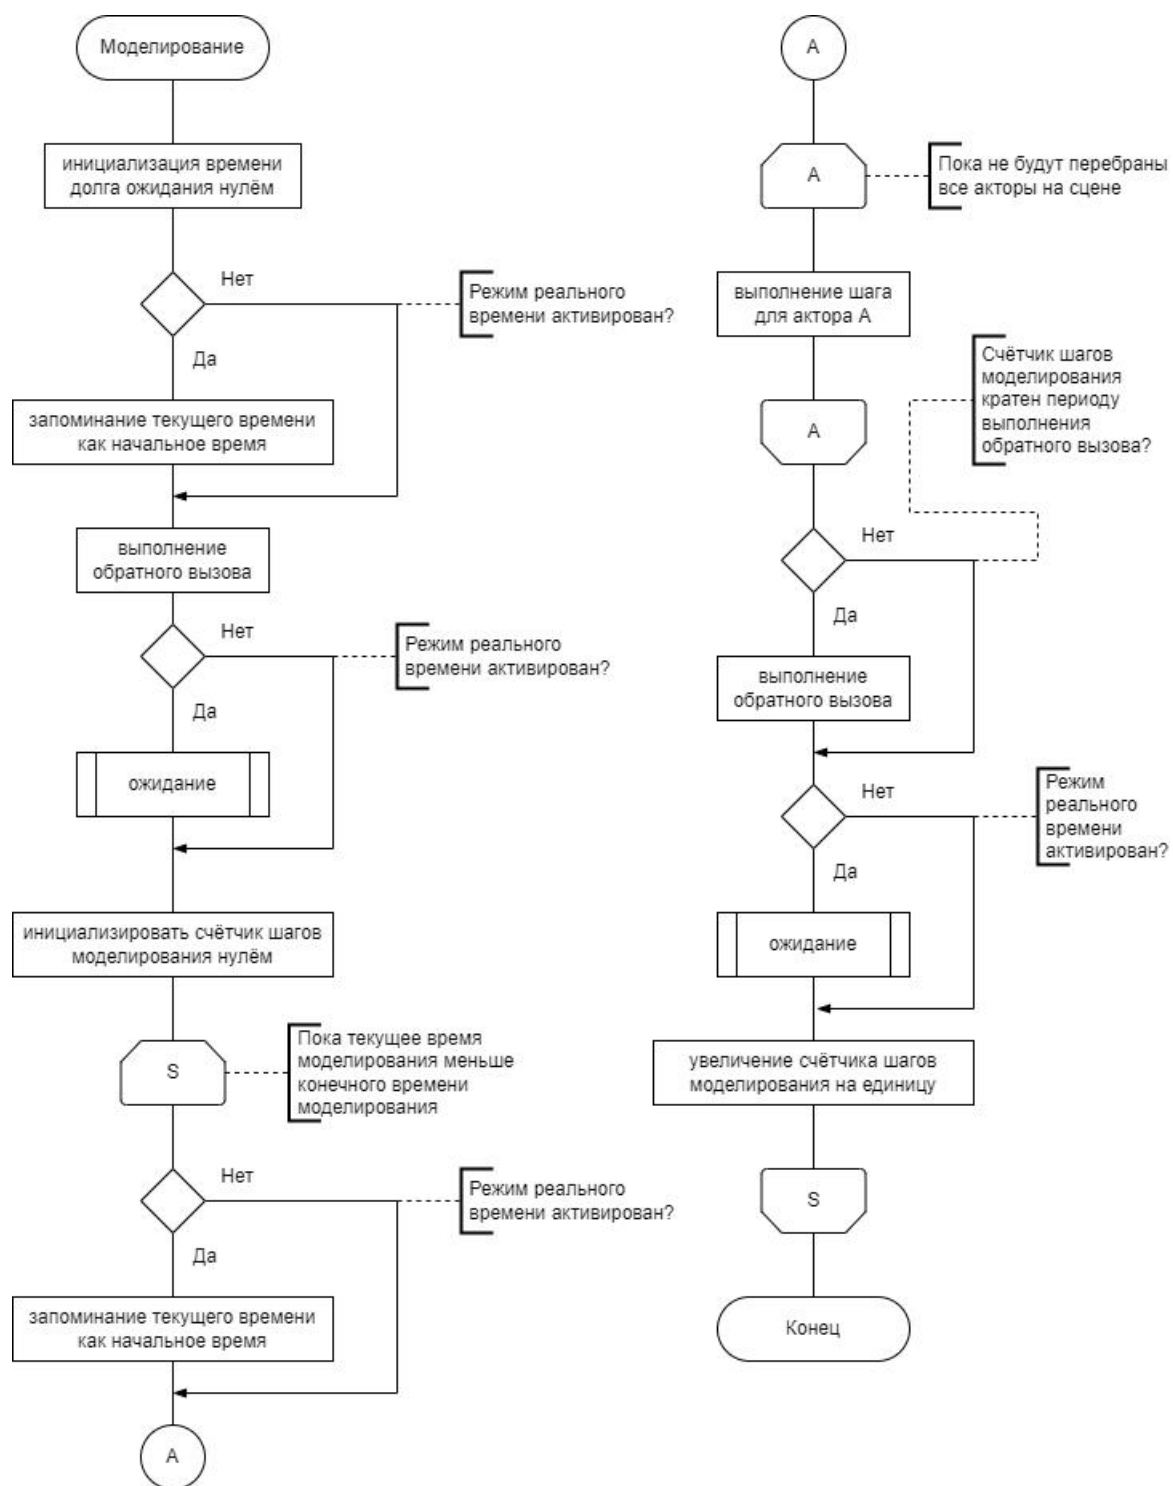 Моделирование
инициализация времени
долга ожидания нулём
Нет
Режим реального
времени активирован?
Да
запоминание текущего времени
как начальное время
выполнение
обратного вызова
Нет
Режим реального
времени активирован?
Да
ожидание
инициализировать счётчик шагов
моделирования нулём
S
Пока текущее время
моделирования меньше
конечного времени
моделирования
Нет
Режим реального
времени активирован?
Да
запоминание текущего времени
как начальное время
А
А
А
Пока не будут перебраны
все акторы на сцене
выполнение шага
для актора А
А
Счётчик шагов
моделирования
кратен периоду
выполнения
обратного вызова?
Нет
Да
выполнение
обратного вызова
Нет
Режим
реального
времени
активирован?
Да
ожидание
увеличение счётчика шагов
моделирования на единицу
S
Конец